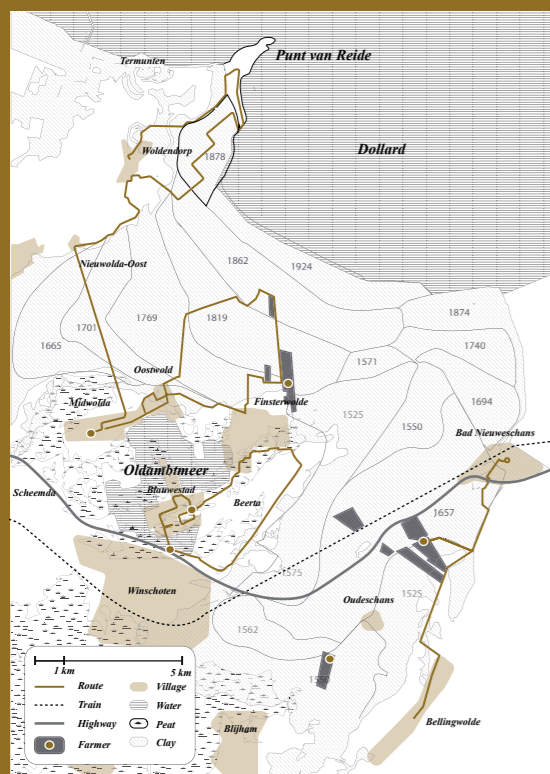 Punt van Reide
Termunten
Dollard
Woldendorp
1878
Nieuwolda-Oost
1862
1924
1769
1819
1874
1701
1740
1665
1571
Oostwold
Midwolda
Finsterwolde
1525
1550
1694
Bad Nieuweschans
Oldambtmeer
Scheemda
Blauwestad
Beerta
1657
1575
Winschoten
1525
Oudeschans
1562
1 km
5 km
Route
Village
Train
Water
Highway
Peat
Farmer
Clay
Blijham
Bellingwolde